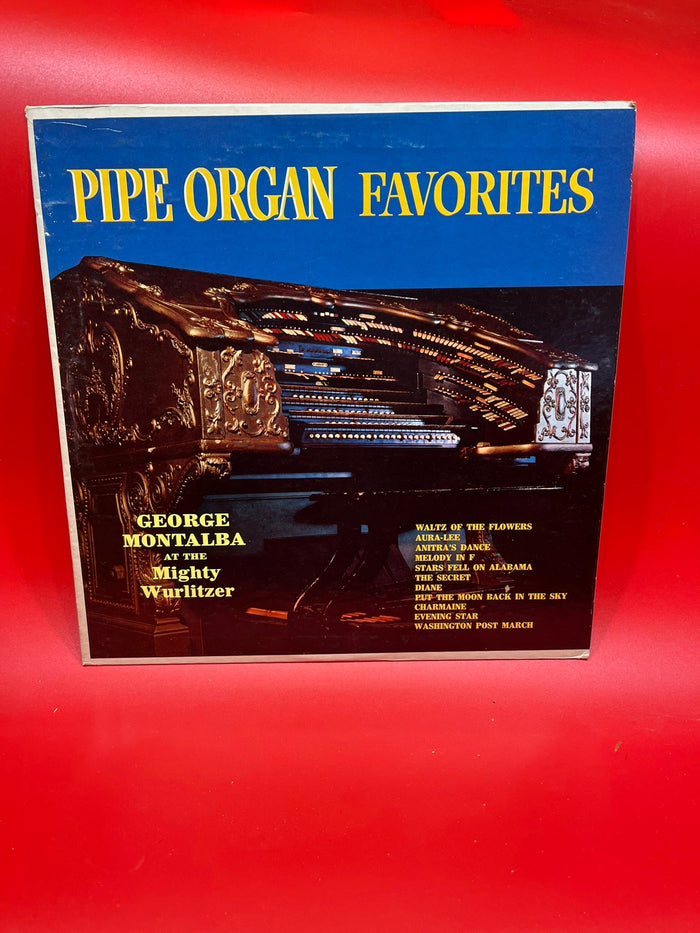 PIPE ORGAN FAVORITES
GEORGE
MONTALBA
AT THE
Mighty
Wurlitzer
WALTZ OF THE FLOWERS
AURA-LEE
ANITRA'S DANCE
MELODY IN F
STARS FELL ON ALABAMA
THE SECRET
DIANE
PUT THE MOON BACK IN THE SKY
CHARMAINE
EVENING STAR
WASHINGTON POST MARCH